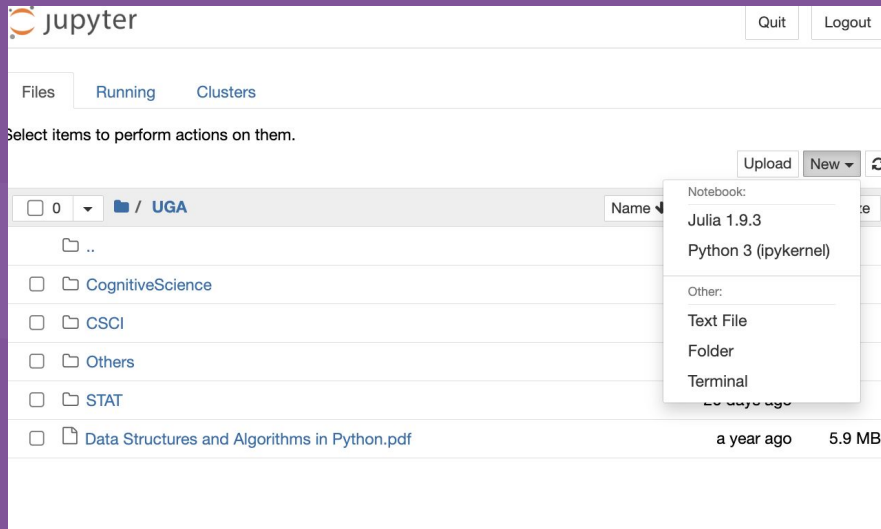 jupyter
Quit Logout
Files Running Clusters
Select items to perform actions on them.
Upload New
0 / UGA Name
Notebook:
Julia 1.9.3
Python 3 (ipykernel)
Other:
Text File
Folder
Terminal
..
CognitiveScience
CSCI
Others
STAT
days ago
Data Structures and Algorithms in Python.pdf a year ago 5.9 MB